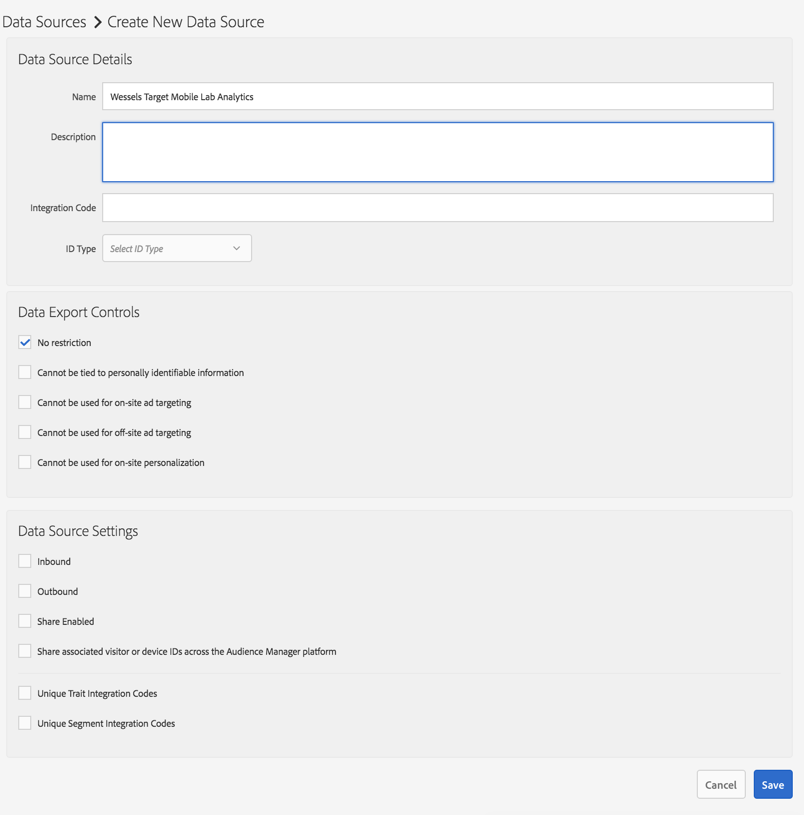 Data Sources > Create New Data Source
Data Source Details
Name Wessels Target Mobile Lab Analytics
Description
Integration Code
ID Type Select ID Type
Data Export Controls
No restriction
Cannot be tied to personally identifiable information
Cannot be used for on-site ad targeting
Cannot be used for off-site ad targeting
Cannot be used for on-site personalization
Data Source Settings
Inbound
Outbound
Share Enabled
Share associated visitor or device IDs across the Audience Manager platform
Unique Trait Integration Codes
Unique Segment Integration Codes
Cancel Save